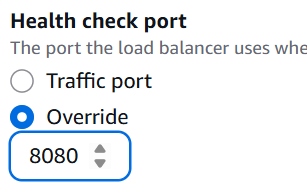 Health check port
The port the load balancer uses whe
Traffic port
Override
8080